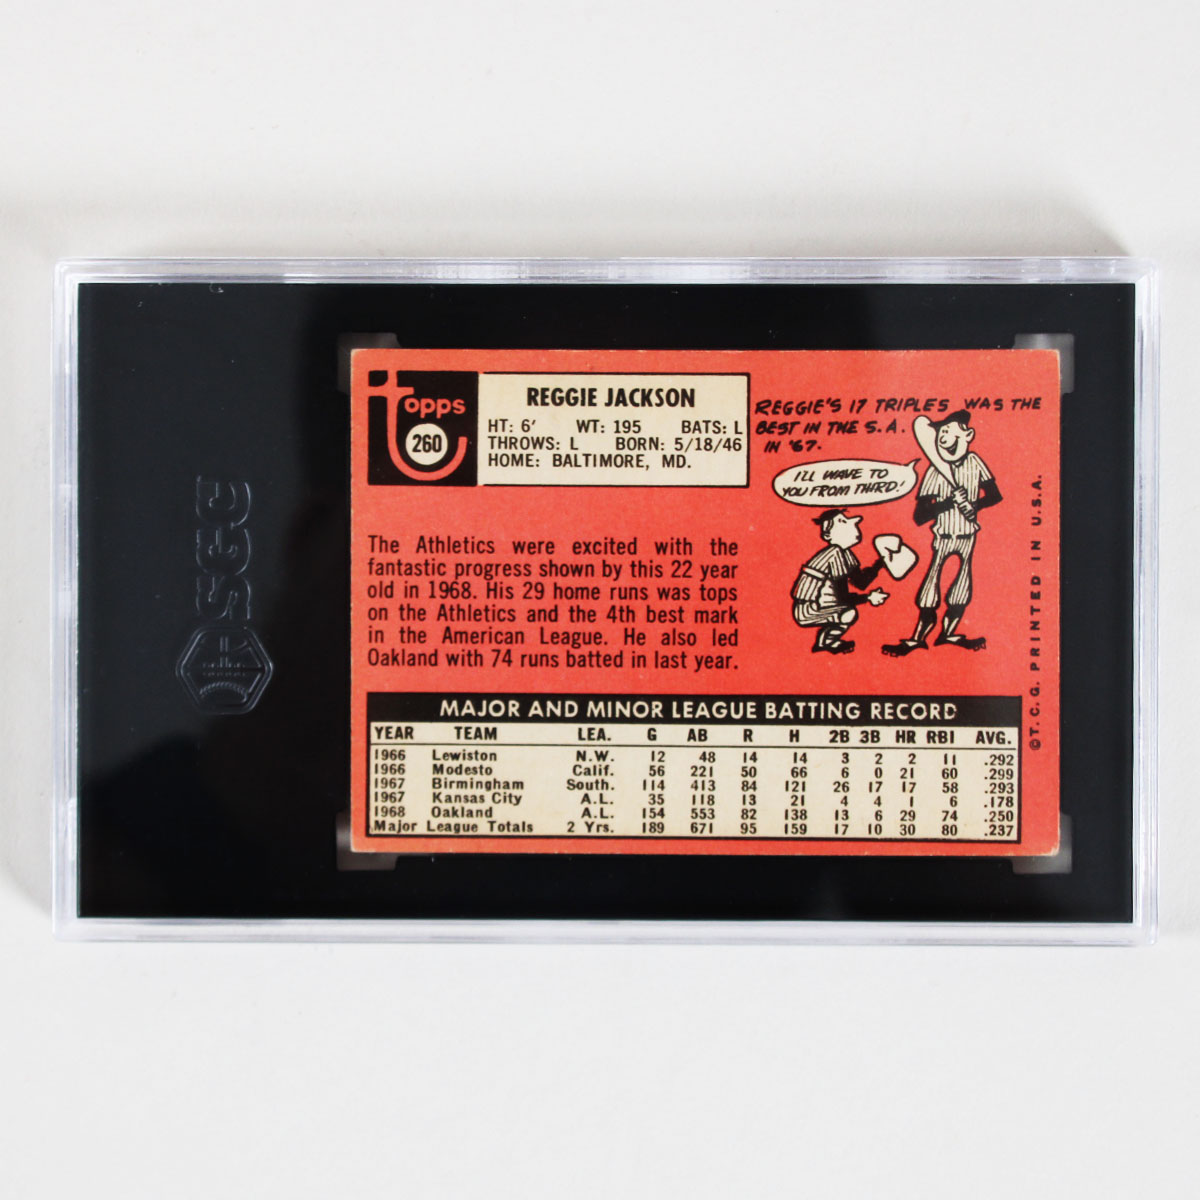 SGC
topps
260
REGGIE JACKSON
HT: 6' WT: 195 BATS: L
THROWS: L BORN: 5/18/46
HOME: BALTIMORE, MD.
REGGIE'S 17 TRIPLES WAS THE
BEST IN THE S.A.
IN '67.
I'LL WAVE TO
YOU FROM THIRD!
The Athletics were excited with the
fantastic progress shown by this 22 year
old in 1968. His 29 home runs was tops
on the Athletics and the 4th best mark
in the American League. He also led
Oakland with 74 runs batted in last year.
MAJOR AND MINOR LEAGUE BATTING RECORD
YEAR TEAM LEA. G AB R H 2B 3B HR RBI AVG.
1966 Lewiston N.W. 12 48 14 14 3 2 2 11 .292
1966 Modesto Calif. 56 221 50 66 6 0 21 60 .299
1967 Birmingham South. 114 413 84 121 26 17 17 58 .293
1967 Kansas City A.L. 35 118 13 21 4 4 1 6 .178
1968 Oakland A.L. 154 553 82 138 13 6 29 74 .250
Major League Totals 2 Yrs. 189 671 95 159 17 10 30 80 .237
©T.C.G. PRINTED IN U.S.A.